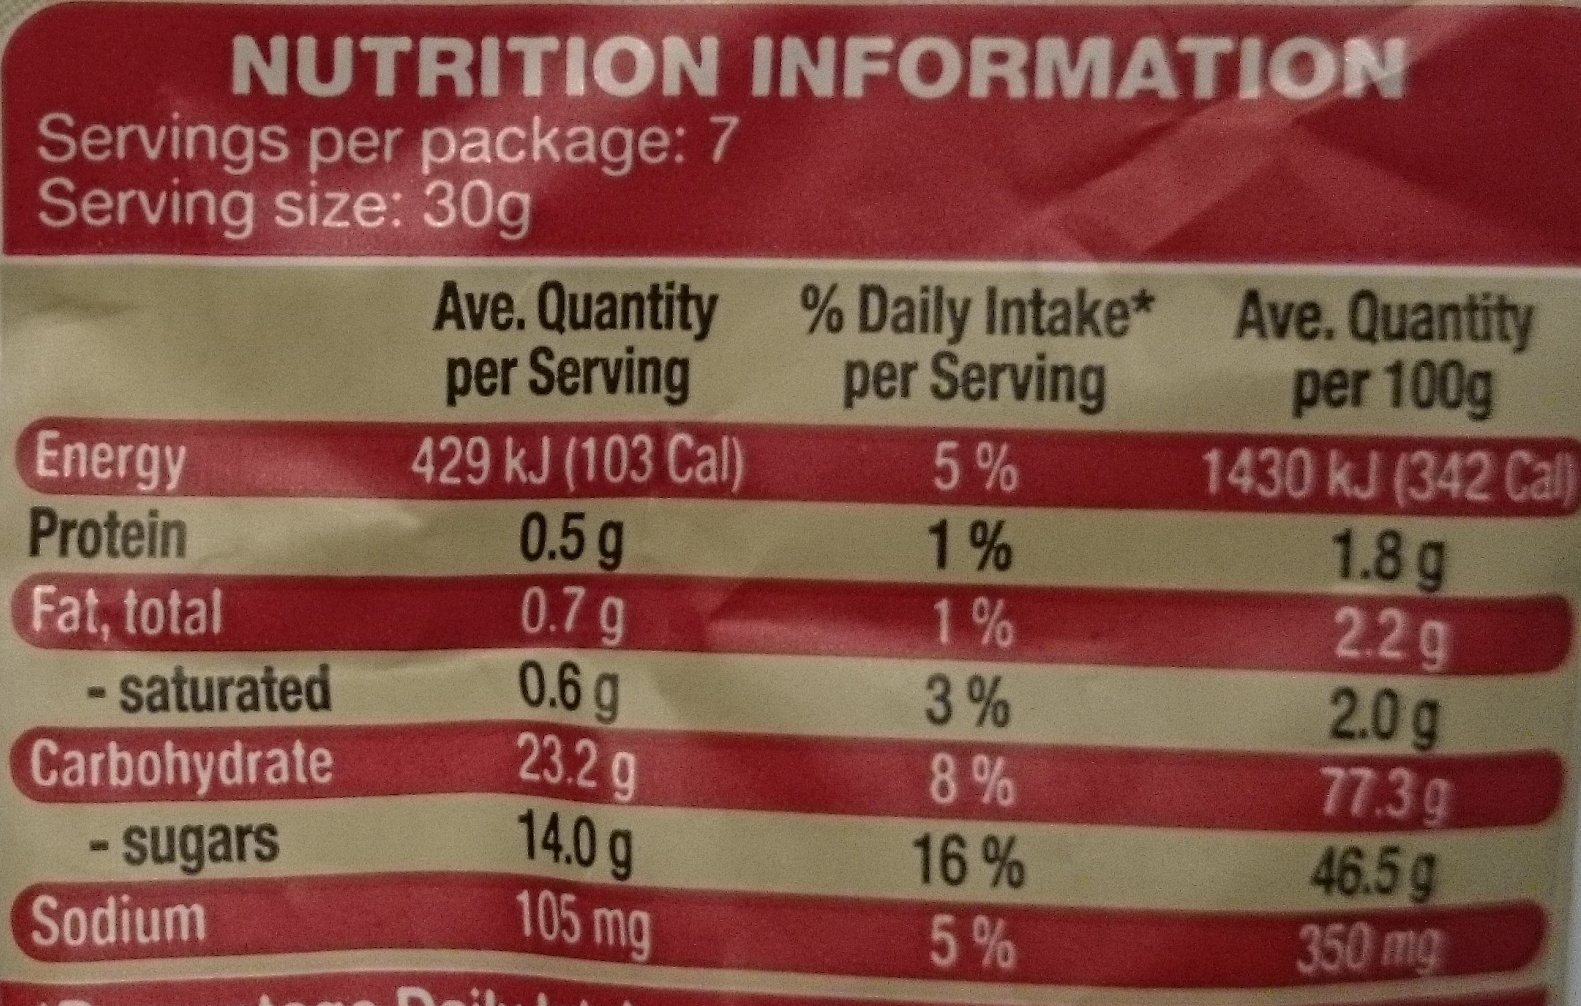 NUTRITION INFORMATION
Servings per package: 7
Serving size: 30g
Ave. Quantity % Daily Intake* Ave. Quantity
per Serving per Serving per 100g
Energy 429 kJ (103 Cal) 5 % 1430 kJ (342 Cal)
Protein 0.5 g 1 % 1.8 g
Fat, total 0.7 g 1 % 2.2 g
- saturated 0.6 g 3 % 2.0 g
Carbohydrate 23.2 g 8 % 77.3 g
- sugars 14.0 g 16 % 46.5 g
Sodium 105 mg 5 % 350 mg